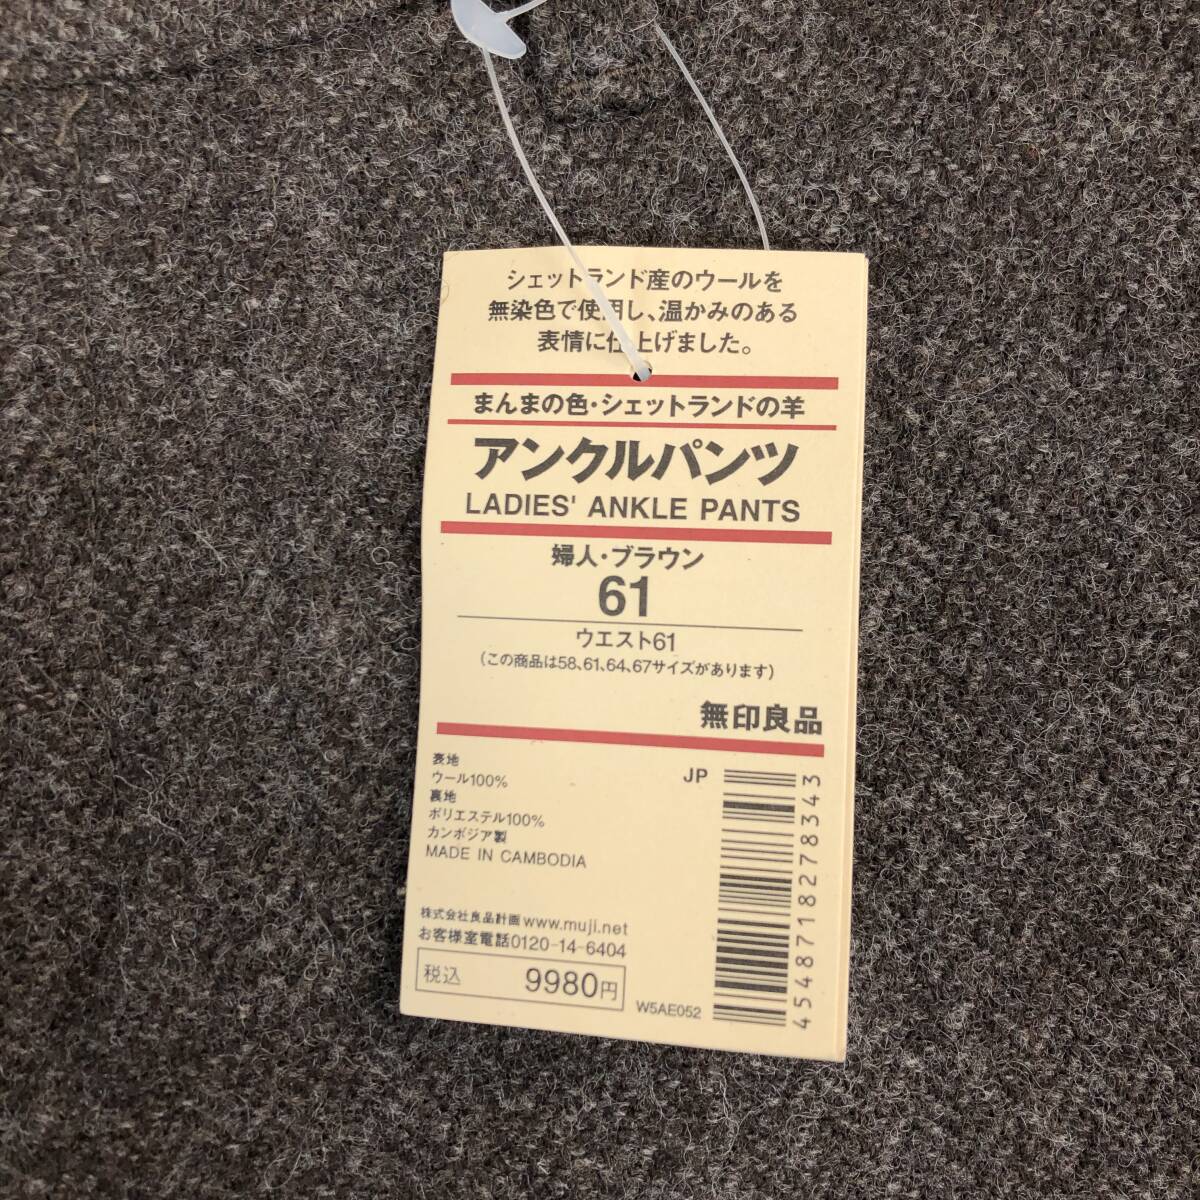 シェットランド産のウールを
無染色で使用し、温かみのある
表情に仕上げました。
まんまの色・シェットランドの羊
アンクルパンツ
LADIES' ANKLE PANTS
婦人・ブラウン
61
ウエスト61
(この商品は58、61、64、67サイズがあります)
無印良品
表地
ウール100%
裏地
ポリエステル100%
カンボジア製
MADE IN CAMBODIA
株式会社良品計画 www.muji.net
お客様室電話0120-14-6404
税込 9980円
W5AE052
JP
4548718278343